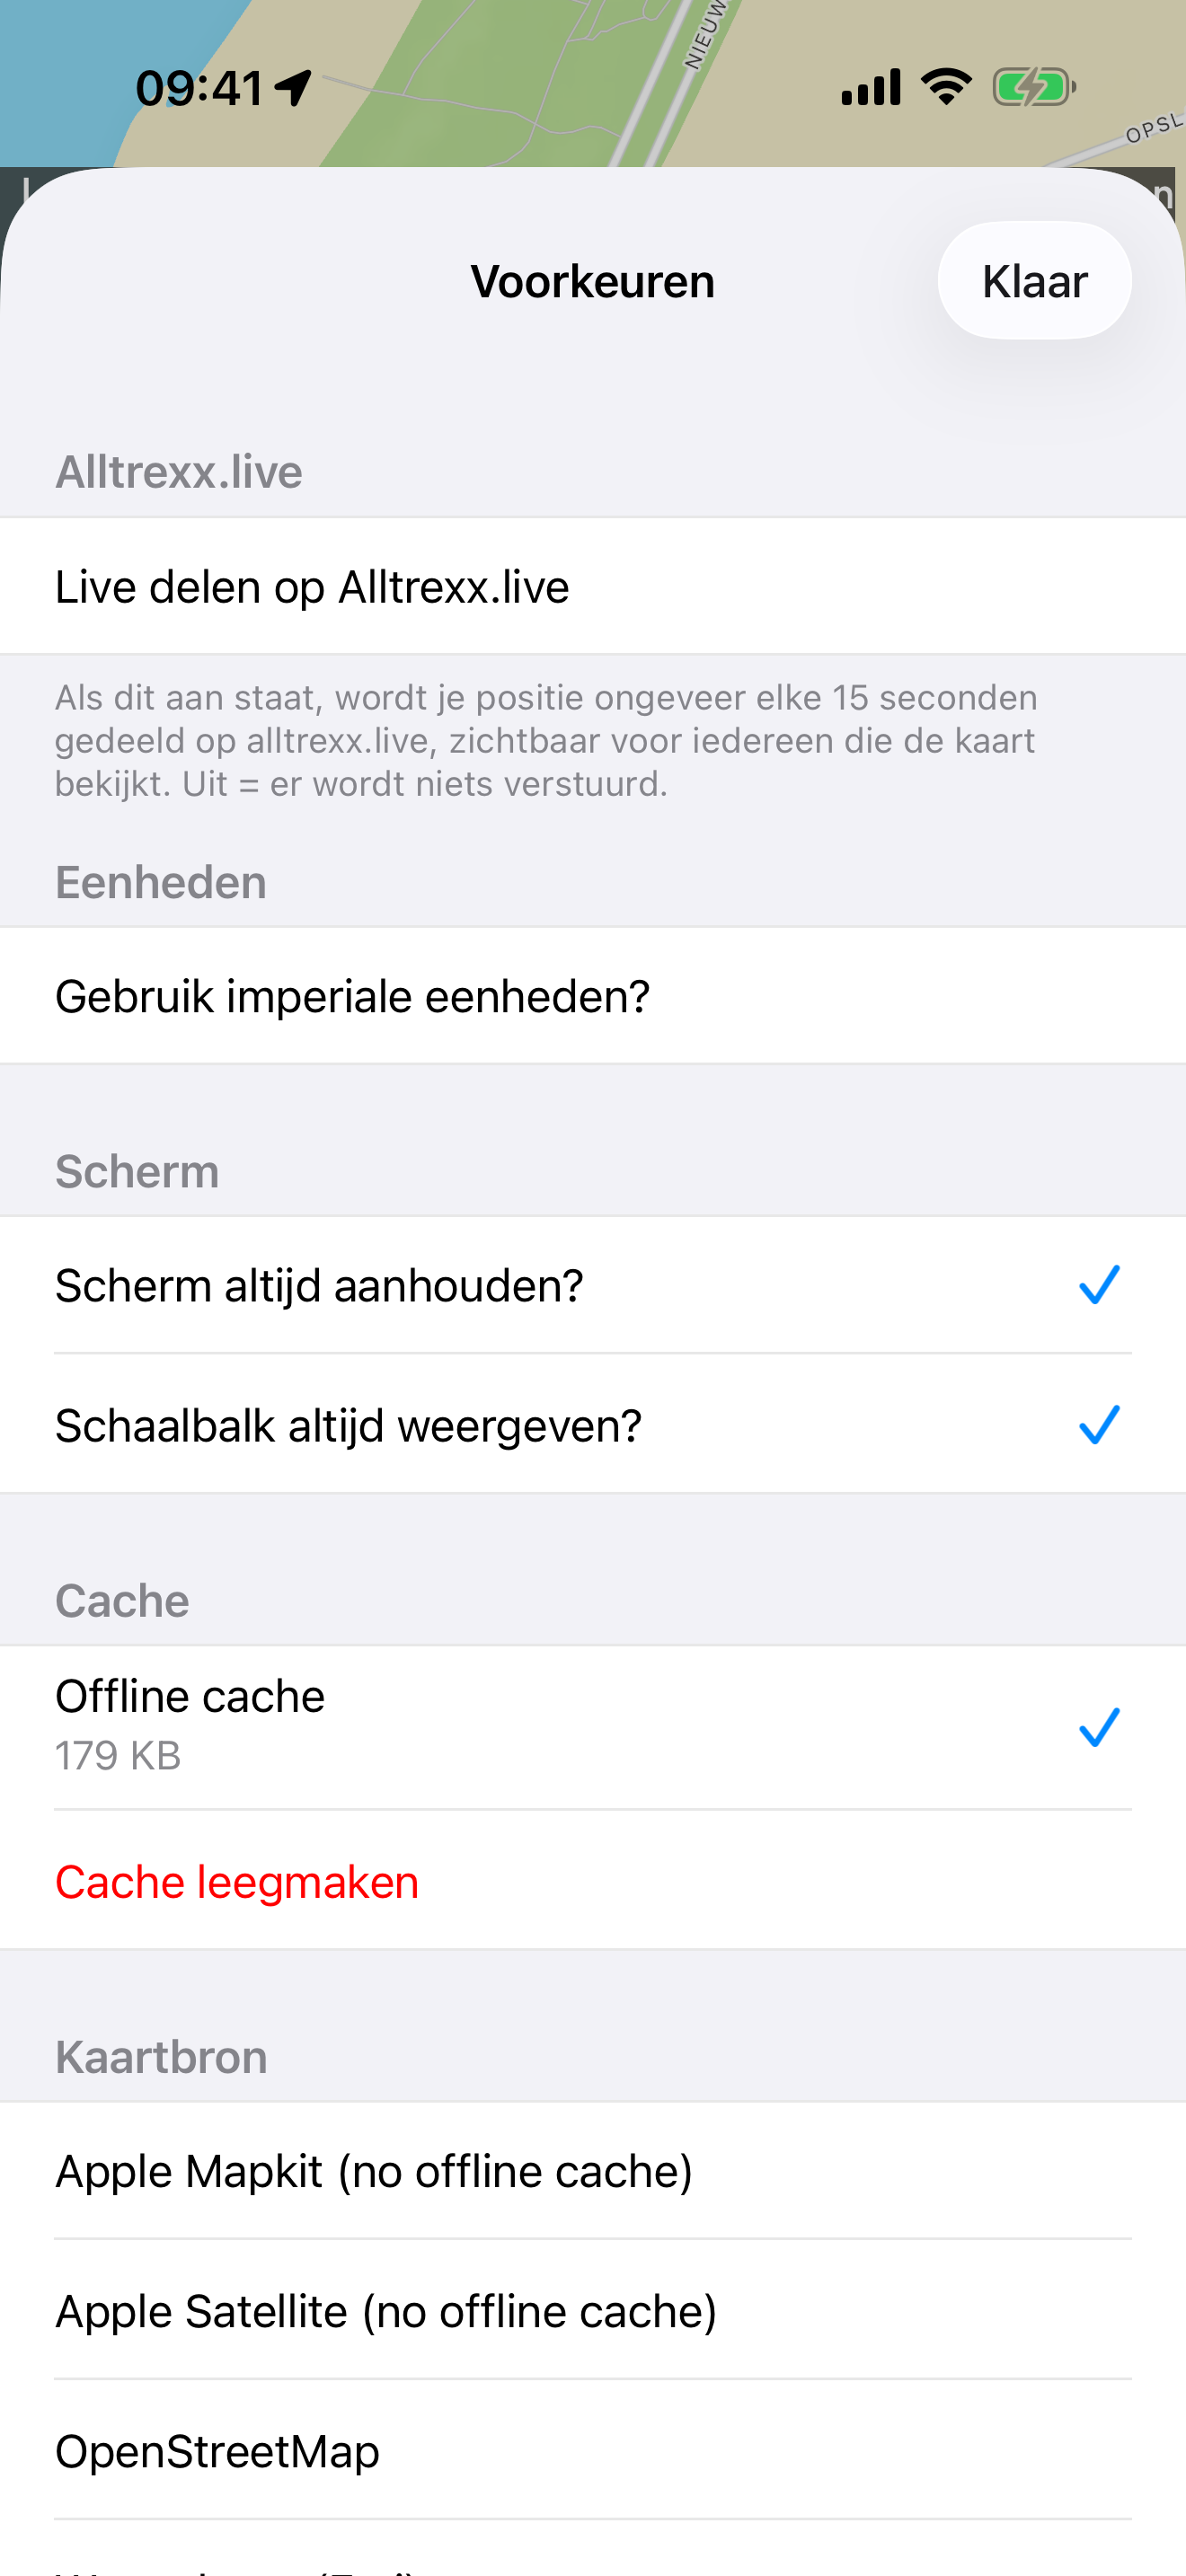 NIEUW
09:41
OPSL
Voorkeuren
Klaar
Alltrexx.live
Live delen op Alltrexx.live
Als dit aan staat, wordt je positie ongeveer elke 15 seconden
gedeeld op alltrexx.live, zichtbaar voor iedereen die de kaart
bekijkt. Uit = er wordt niets verstuurd.
Eenheden
Gebruik imperiale eenheden?
Scherm
Scherm altijd aanhouden?
Schaalbalk altijd weergeven?
Cache
Offline cache
179 KB
Cache leegmaken
Kaartbron
Apple Mapkit (no offline cache)
Apple Satellite (no offline cache)
OpenStreetMap